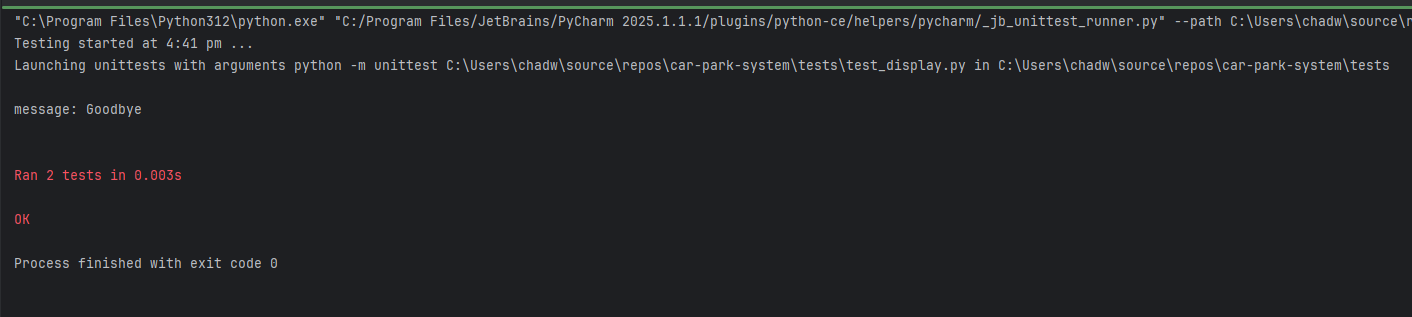 "C:\Program Files\Python312\python.exe" "C:/Program Files/JetBrains/PyCharm 2025.1.1.1/plugins/python-ce/helpers/pycharm/_jb_unittest_runner.py" --path C:\Users\chadw\source\r
Testing started at 4:41 pm ...
Launching unittests with arguments python -m unittest C:\Users\chadw\source\repos\car-park-system\tests\test_display.py in C:\Users\chadw\source\repos\car-park-system\tests
message: Goodbye
Ran 2 tests in 0.003s
OK
Process finished with exit code 0